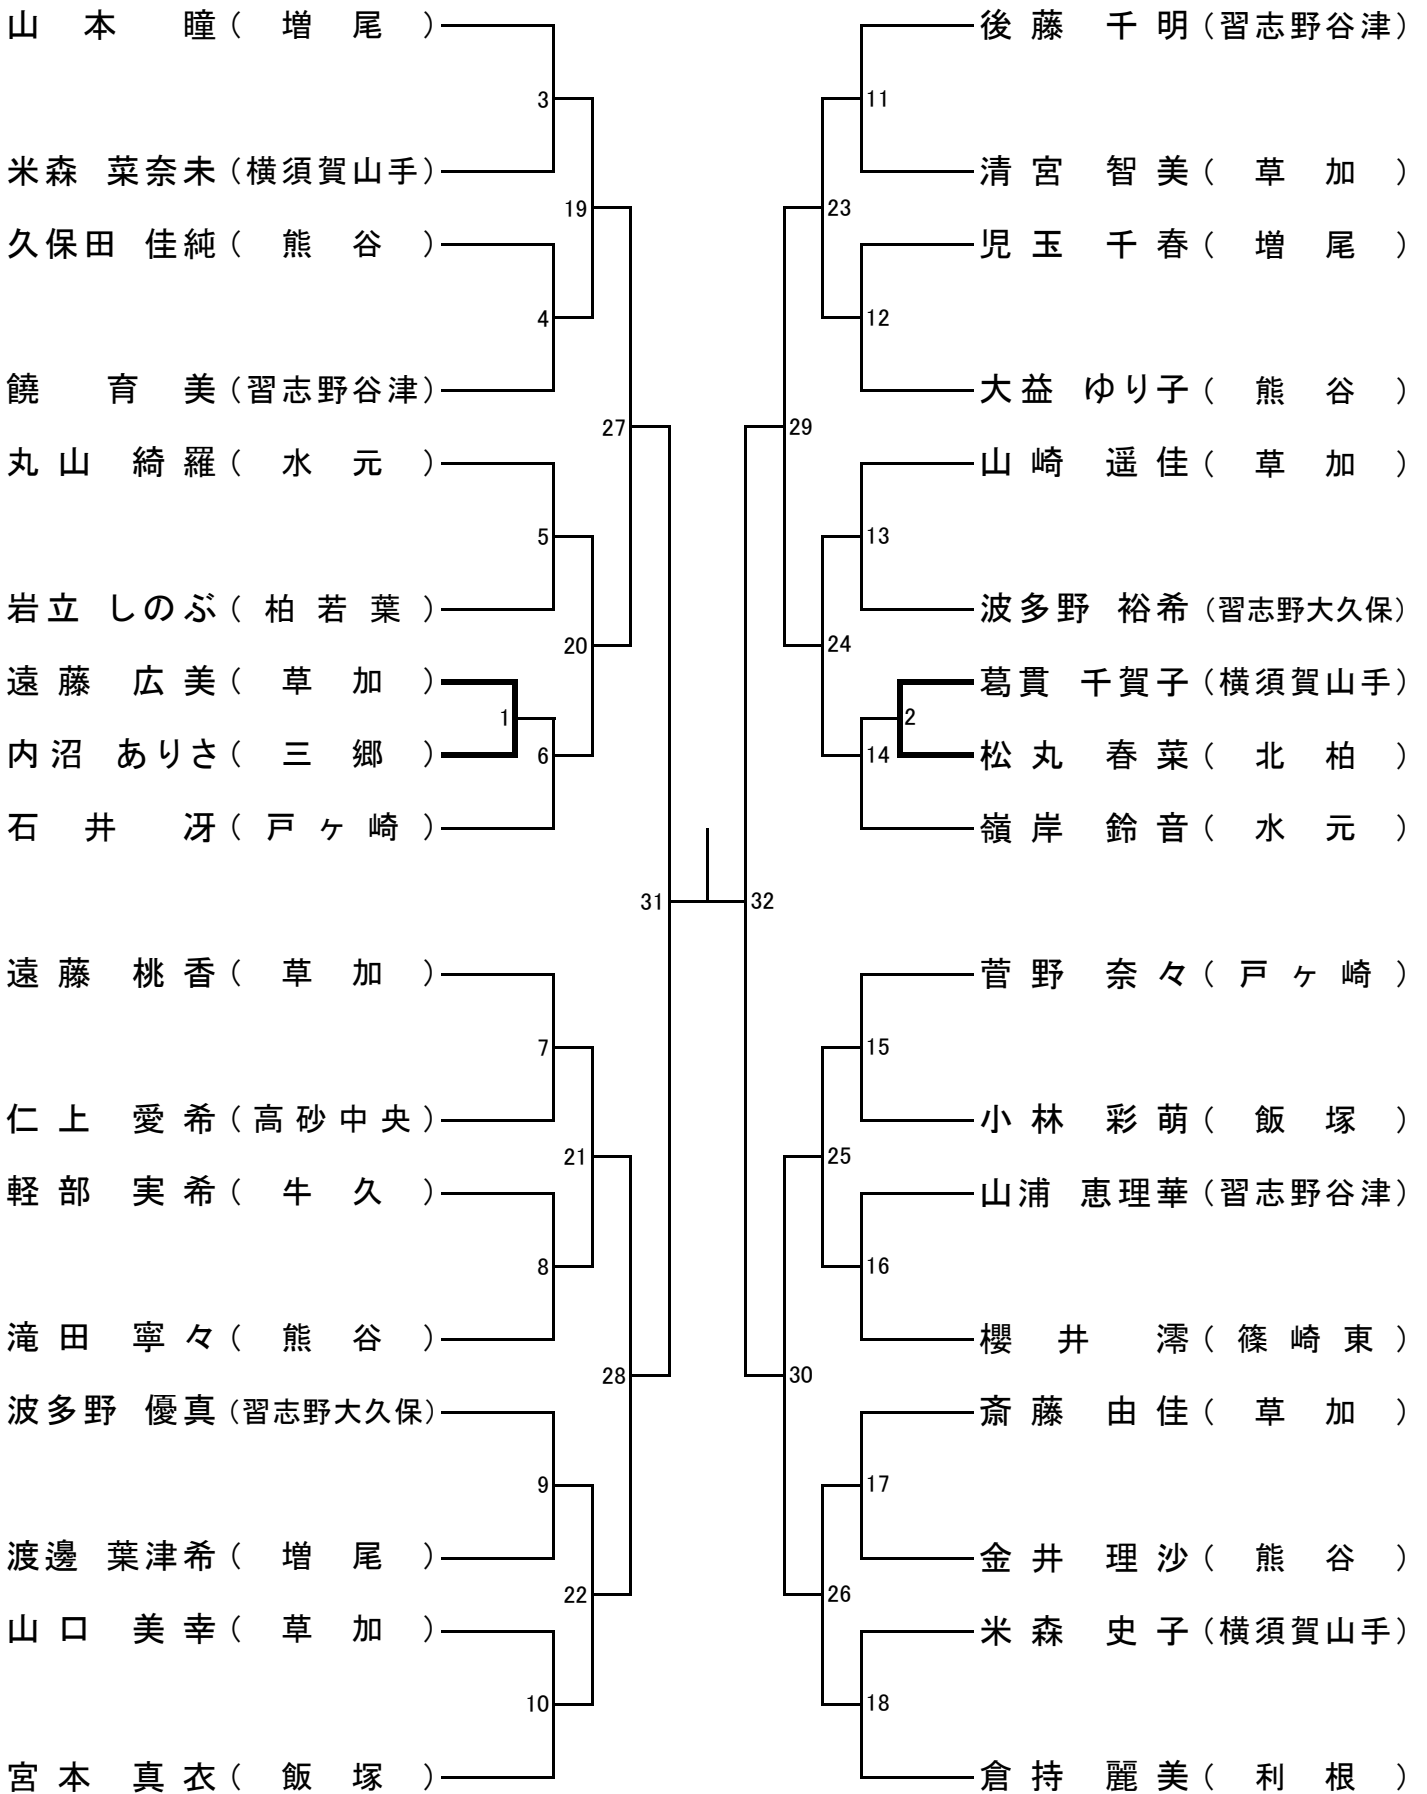 山本 瞳 (増尾)
3
米森 菜奈未 (横須賀山手)
19
久保田 佳純 (熊谷)
4
饒 育美 (習志野谷津)
27
丸山 綺羅 (水元)
5
岩立 しのぶ (柏若葉)
20
遠藤 広美 (草加)
1
内沼 ありさ (三郷)
6
石井 冴 (戸ヶ崎)
31
遠藤 桃香 (草加)
7
仁上 愛希 (高砂中央)
21
軽部 実希 (牛久)
8
滝田 寧々 (熊谷)
28
波多野 優真 (習志野大久保)
9
渡邊 葉津希 (増尾)
22
山口 美幸 (草加)
10
宮本 真衣 (飯塚)
後藤 千明 (習志野谷津)
11
清宮 智美 (草加)
23
児玉 千春 (増尾)
12
大益 ゆり子 (熊谷)
29
山崎 遥佳 (草加)
13
波多野 裕希 (習志野大久保)
24
葛貫 千賀子 (横須賀山手)
2
松丸 春菜 (北柏)
14
嶺岸 鈴音 (水元)
32
菅野 奈々 (戸ヶ崎)
15
小林 彩萌 (飯塚)
25
山浦 恵理華 (習志野谷津)
16
櫻井 澪 (篠崎東)
30
斎藤 由佳 (草加)
17
金井 理沙 (熊谷)
26
米森 史子 (横須賀山手)
18
倉持 麗美 (利根)